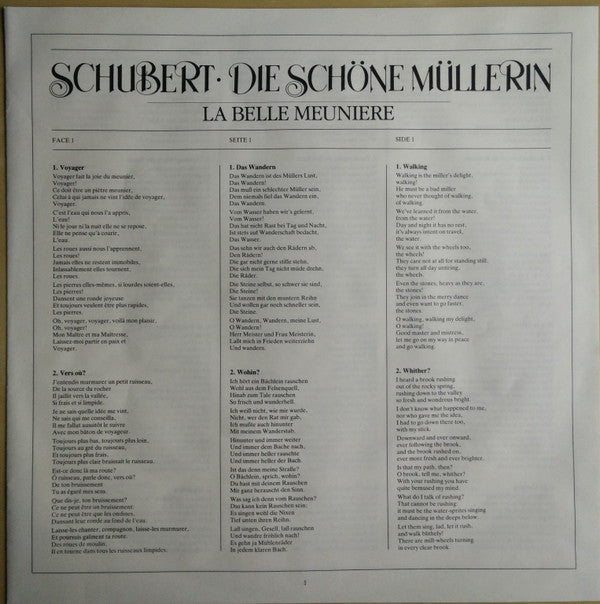 SCHUBERT · DIE SCHÖNE MÜLLERIN
LA BELLE MEUNIERE
FACE 1
1. Voyager
Voyager fait la joie du meunier,
Voyager!
Ce doit être un piètre meunier,
Celui à qui jamais ne vint l'idée de voyager,
Voyager.
C'est l'eau qui nous l'a appris,
L'eau!
Ni le jour ni la nuit elle ne se repose,
Elle ne pense qu'à courir,
L'eau.
Les roues aussi nous l'apprennent,
Les roues!
Jamais elles ne restent immobiles,
Inlassablement elles tournent,
Les roues.
Les pierres elles-mêmes, si lourdes soient-elles,
Les pierres!
Dansent une ronde joyeuse
Et toujours veulent être plus rapides,
Les pierres.
Oh, voyager, voyager, voilà mon plaisir,
Oh, voyager!
Mon Maître et ma Maîtresse,
Laissez-moi partir en paix et
Voyager.
2. Vers où?
J'entendis murmurer un petit ruisseau,
De la source du rocher
Il jaillit vers la vallée,
Si frais et si limpide.
Je ne sais quelle idée me vint,
Ne sais qui me conseilla,
Il me fallut aussitôt le suivre
Avec mon bâton de voyageur.
Toujours plus bas, toujours plus loin,
Toujours au gré du ruisseau,
Et toujours plus frais,
Toujours plus clair bruissait le ruisseau.
Est-ce donc là ma route?
Ô ruisseau, parle donc, vers où?
De ton bruissement
Tu as égaré mes sens.
Que dis-je, ton bruissement?
Ce ne peut être un bruissement:
Ce ne peut être que les ondines,
Dansant leur ronde au fond de l'eau.
Laisse-les chanter, compagnon, laisse-les murmurer,
Et poursuis gaîment ta route.
Des roues de moulin,
Il en tourne dans tous les ruisseaux limpides.
SEITE 1
1. Das Wandern
Das Wandern ist des Müllers Lust,
Das Wandern!
Das muß ein schlechter Müller sein,
Dem niemals fiel das Wandern ein,
Das Wandern.
Vom Wasser haben wir's gelernt,
Vom Wasser!
Das hat nicht Rast bei Tag und Nacht,
Ist stets auf Wanderschaft bedacht,
Das Wasser.
Das sehn wir auch den Rädern ab,
Den Rädern!
Die gar nicht gerne stille stehn,
Die sich mein Tag nicht müde drehn,
Die Räder.
Die Steine selbst, so schwer sie sind,
Die Steine!
Sie tanzen mit den muntern Reihn
Und wollen gar noch schneller sein,
Die Steine.
O Wandern, Wandern, meine Lust,
O Wandern!
Herr Meister und Frau Meisterin,
Laßt mich in Frieden weiterziehn
Und wandern.
2. Wohin?
Ich hört ein Bächlein rauschen
Wohl aus dem Felsenquell,
Hinab zum Tale rauschen
So frisch und wunderhell.
Ich weiß nicht, wie mir wurde,
Nicht, wer den Rat mir gab,
Ich mußte auch hinunter
Mit meinem Wanderstab.
Hinunter und immer weiter
Und immer dem Bache nach,
Und immer heller rauschte
Und immer heller der Bach.
Ist das denn meine Straße?
O Bächlein, sprich, wohin?
Du hast mit deinem Rauschen
Mir ganz berauscht den Sinn.
Was sag ich denn vom Rauschen?
Das kann kein Rauschen sein:
Es singen wohl die Nixen
Tief unten ihren Reihn.
Laß singen, Gesell, laß rauschen
Und wandre fröhlich nach!
Es gehn ja Mühlenräder
In jedem klaren Bach.
SIDE 1
1. Walking
Walking is the miller's delight,
walking!
He must be a bad miller
who never thought of walking,
of walking.
We've learned it from the water,
from the water!
Day and night it has no rest,
it's always intent on travel,
the water.
We see it with the wheels too,
the wheels!
They care not at all for standing still,
they turn all day untiring,
the wheels.
Even the stones, heavy as they are,
the stones!
They join in the merry dance
and even want to go faster,
the stones.
O walking, walking my delight,
O walking!
Good master and mistress,
let me go on my way in peace
and go walking.
2. Whither?
I heard a brook rushing
out of the rocky spring,
rushing down to the valley,
so fresh and wondrous bright.
I don't know what happened to me,
nor who gave me the idea.
I had to go down there too,
with my stick.
Downward and ever onward,
ever following the brook,
and the brook rushed on,
ever more fresh and ever brighter.
Is that my path, then?
O brook, tell me, whither?
With your rushing you have
quite bemused my mind.
What do I talk of rushing?
That cannot be rushing:
it must be the water-sprites singing
and dancing in the deeps below.
Let them sing, lad, let it rush,
and walk blithely!
There are mill-wheels turning
in every clear brook.
1